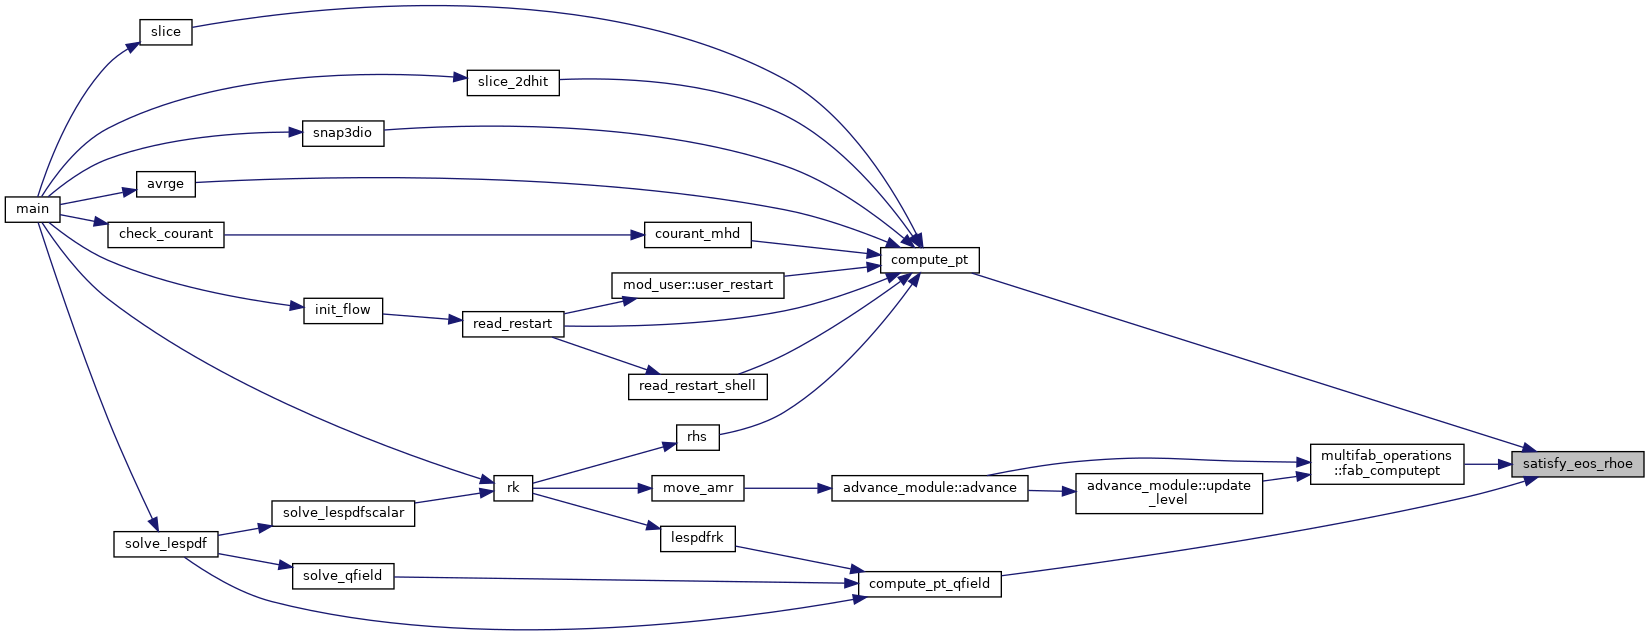 slice
slice_2dhit
snap3dio
avrge
main
check_courant
courant_mhd
compute_pt
mod_user::user_restart
init_flow
read_restart
read_restart_shell
rhs
multifab_operations
::fab_computept
satisfy_eos_rhoe
rk
move_amr
advance_module::advance
advance_module::update
_level
solve_lespdfscalar
lespdfrk
solve_lespdf
solve_qfield
compute_pt_qfield